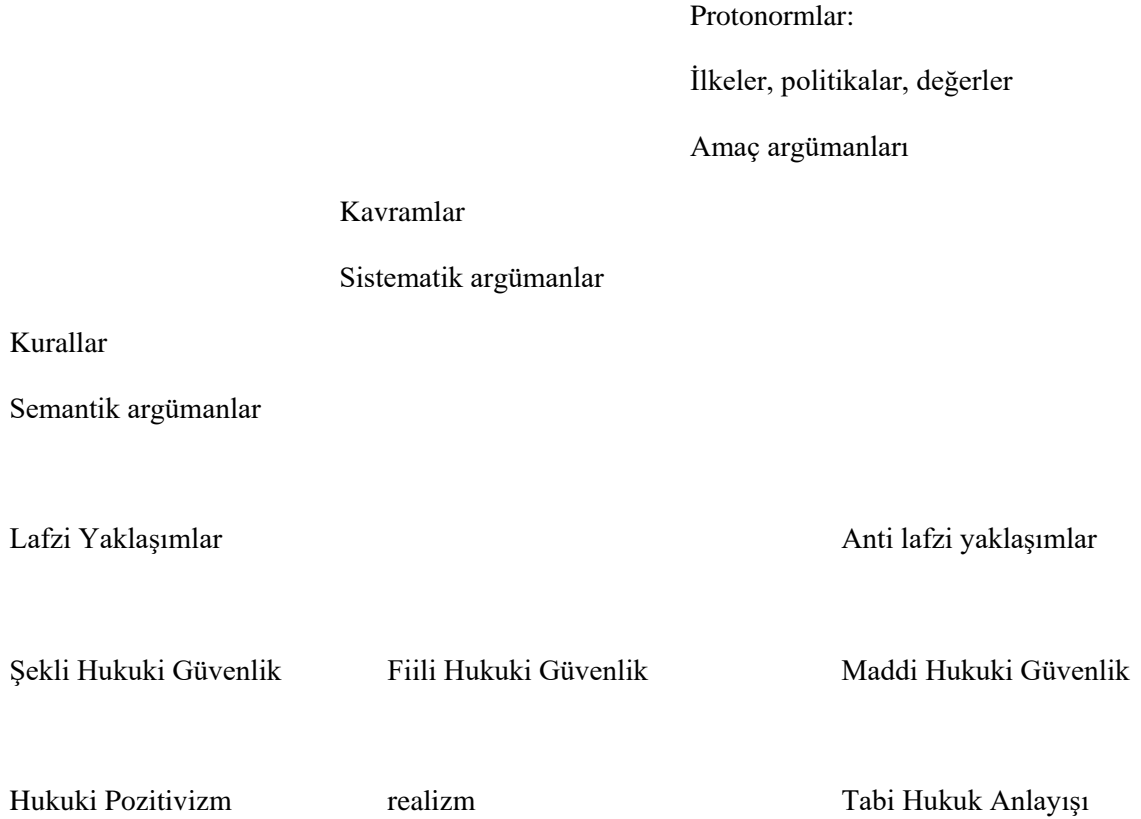 Protonormlar:
İlkeler, politikalar, değerler
Amaç argümanları
Kavramlar
Sistematik argümanlar
Kurallar
Semantik argümanlar
Lafzi Yaklaşımlar Anti lafzi yaklaşımlar
Şekli Hukuki Güvenlik Fiili Hukuki Güvenlik Maddi Hukuki Güvenlik
Hukuki Pozitivizm realizm Tabi Hukuk Anlayışı